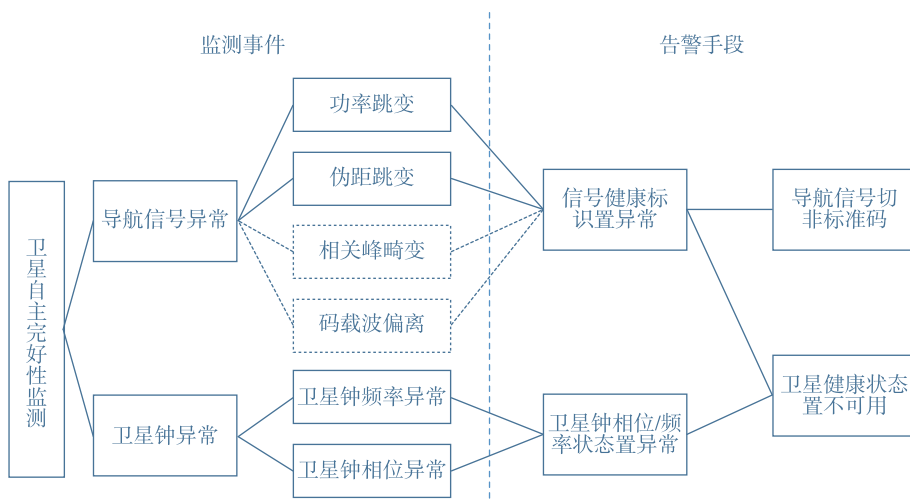 监测事件
告警手段
卫星自主完好性监测
导航信号异常
卫星钟异常
功率跳变
伪距跳变
相关峰畸变
码载波偏离
卫星钟频率异常
卫星钟相位异常
信号健康标
识置异常
卫星钟相位/频
率状态置异常
导航信号切
非标准码
卫星健康状态
置不可用